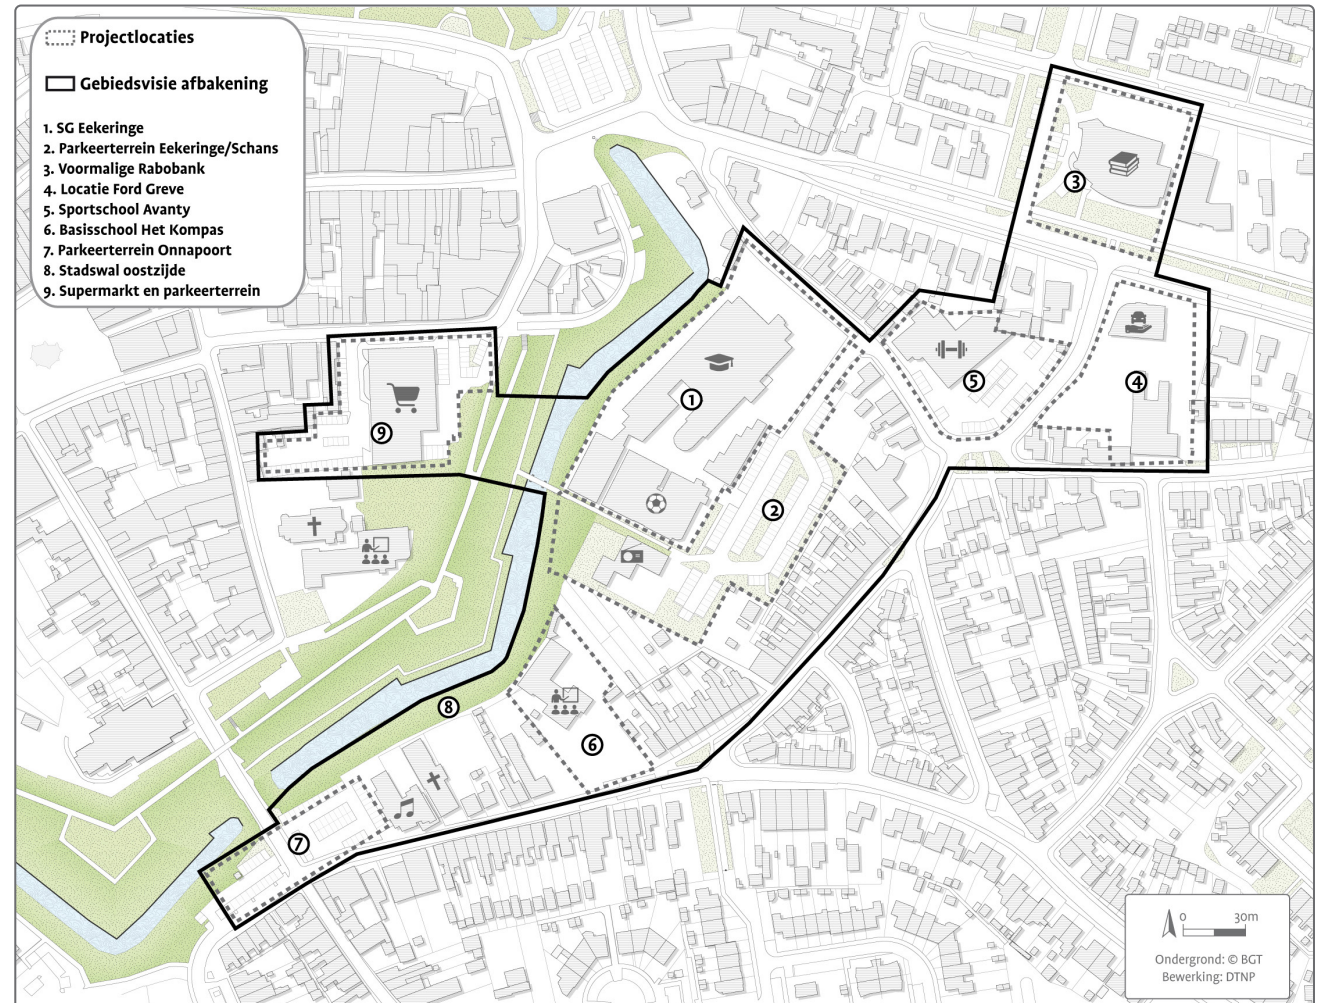 Projectlocaties
Gebiedsvisie afbakening
1. SG Eekeringe
2. Parkeerterrein Eekeringe/Schans
3. Voormalige Rabobank
4. Locatie Ford Greve
5. Sportschool Avanty
6. Basisschool Het Kompas
7. Parkeerterrein Onnapoort
8. Stadswal oostzijde
9. Supermarkt en parkeerterrein
3
1
5
4
9
2
8
6
7
0 30m
Ondergrond: © BGT
Bewerking: DTNP